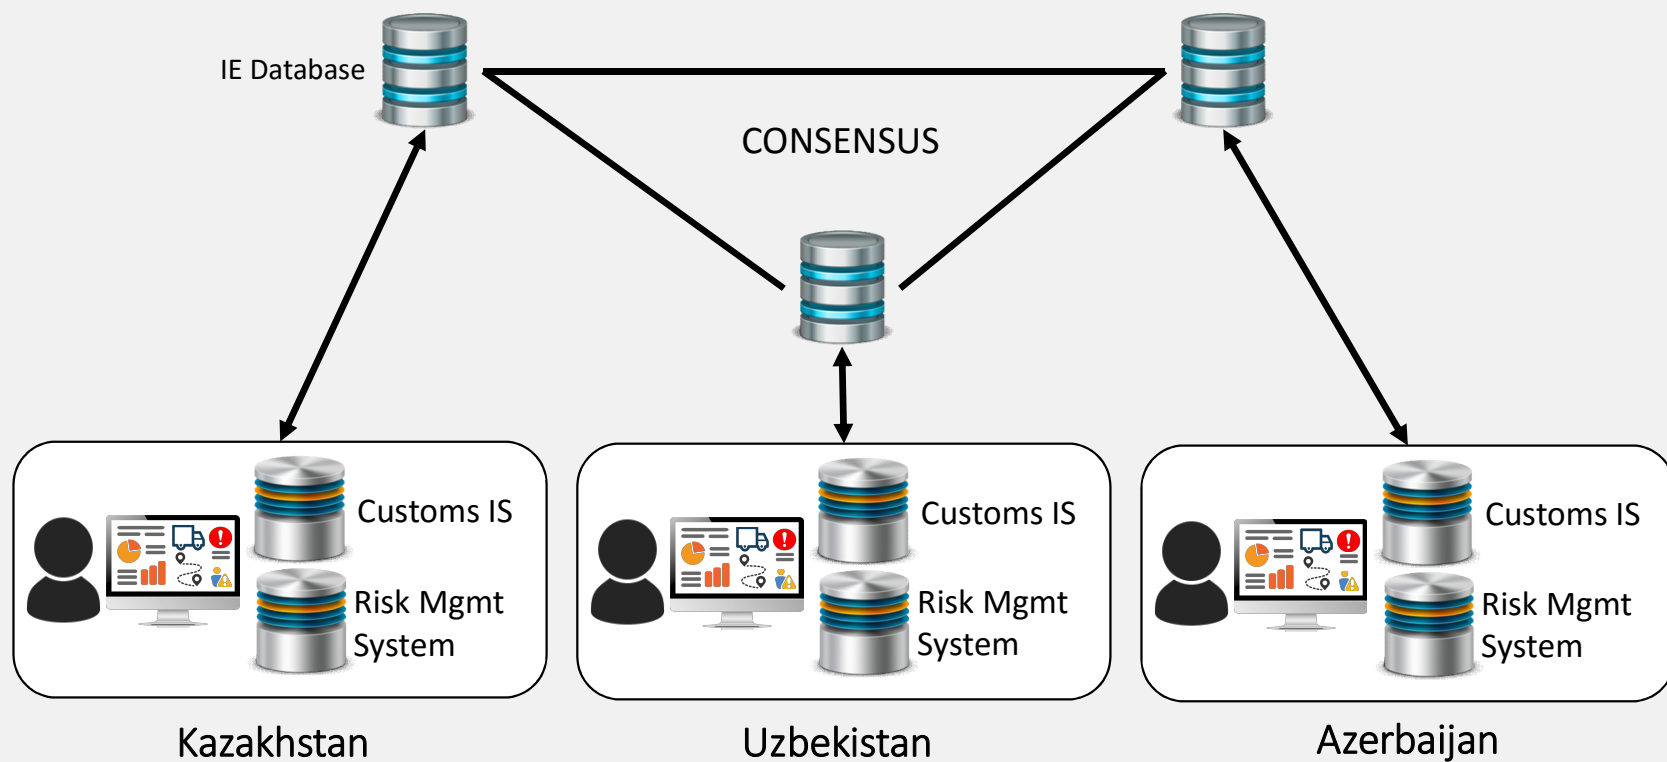 IE Database
CONSENSUS
Customs IS
Risk Mgmt
System
Kazakhstan
Customs IS
Risk Mgmt
System
Uzbekistan
Customs IS
Risk Mgmt
System
Azerbaijan